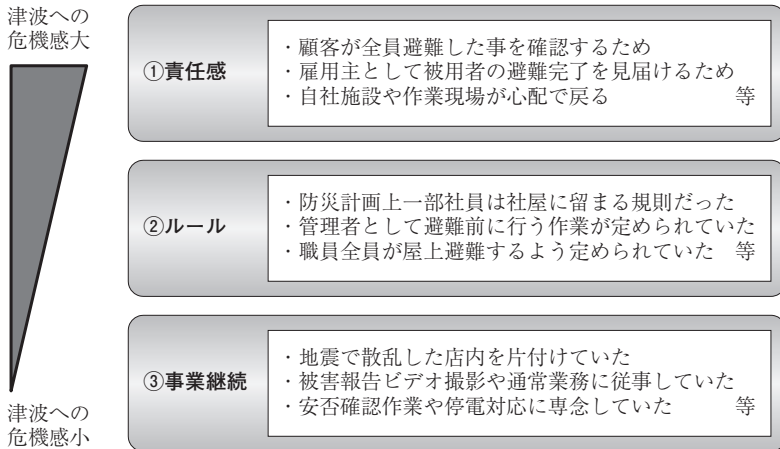 津波への
危機感大
①責任感
・顧客が全員避難した事を確認するため
・雇用主として被用者の避難完了を見届けるため
・自社施設や作業現場が心配で戻る 等
②ルール
・防災計画上一部社員は社屋に留まる規則だった
・管理者として避難前に行う作業が定められていた
・職員全員が屋上避難するよう定められていた 等
③事業継続
・地震で散乱した店内を片付けていた
・被害報告ビデオ撮影や通常業務に従事していた
・安否確認作業や停電対応に専念していた 等
津波への
危機感小